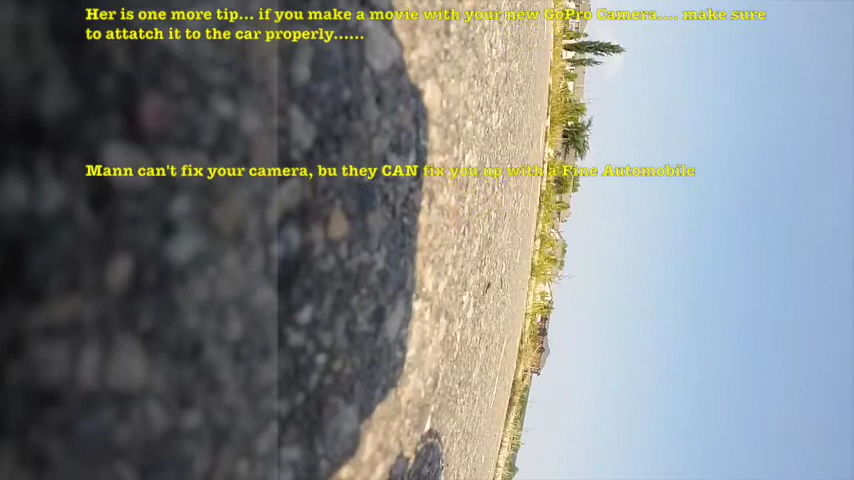 Her is one more tip... if you make a movie with your new GoPro Camera.... make sure
to attatch it to the car properly......
Mann can't fix your camera, bu they CAN fix you up with a Fine Automobile